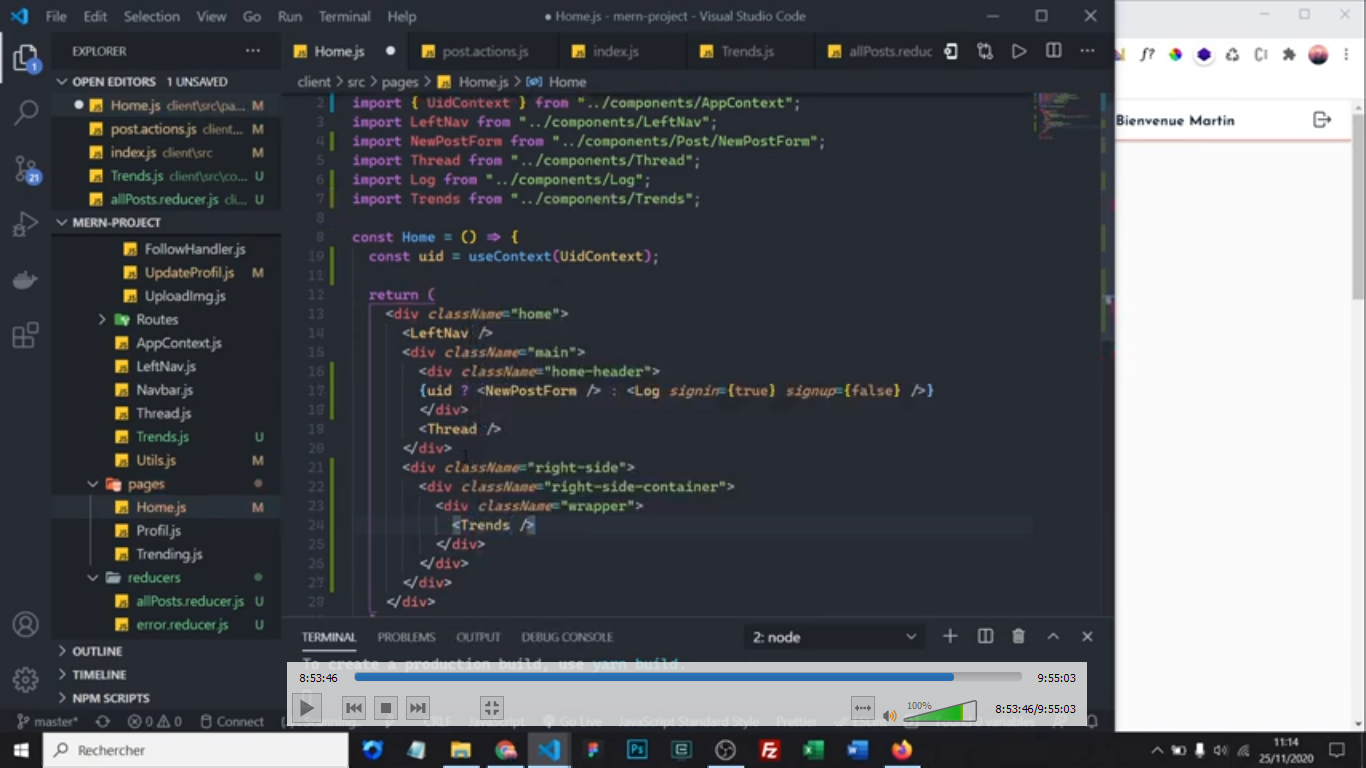 File Edit Selection View Go Run Terminal Help
● Home.js - mern-project - Visual Studio Code
EXPLORER
OPEN EDITORS 1 UNSAVED
Home.js client\src\pa... M
post.actions.js client... M
index.js client\src M
Trends.js client\src\co... U
allPosts.reducer.js cli... U
MERN-PROJECT
FollowHandler.js
UpdateProfil.js M
UploadImg.js
Routes
AppContext.js
LeftNav.js
Navbar.js
Thread.js
Trends.js U
Utils.js M
pages
Home.js M
Profil.js
Trending.js
reducers
allPosts.reducer.js U
error.reducer.js U
OUTLINE
TIMELINE
NPM SCRIPTS
1
21
Home.js post.actions.js index.js Trends.js allPosts.reduc
client > src > pages > Home.js > Home
2 import { UidContext } from "../components/AppContext";
3 import LeftNav from "../components/LeftNav";
4 import NewPostForm from "../components/Post/NewPostForm";
5 import Thread from "../components/Thread";
6 import Log from "../components/Log";
7 import Trends from "../components/Trends";
8
9 const Home = () => {
10 const uid = useContext(UidContext);
11
12 return (
13 <div className="home">
14 <LeftNav />
15 <div className="main">
16 <div className="home-header">
17 {uid ? <NewPostForm /> : <Log signin={true} signup={false} />}
18 </div>
19 <Thread />
20 </div>
21 <div className="right-side">
22 <div className="right-side-container">
23 <div className="wrapper">
24 <Trends />
25 </div>
26 </div>
27 </div>
28 </div>
TERMINAL PROBLEMS OUTPUT DEBUG CONSOLE 2: node
To create a production build, use yarn build.
8:53:46 9:55:03
100%
8:53:46/9:55:03
master* 0 0 Connect
CRLF JavaScript Go Live JavaScript Standard Style Prettier
f?
Bienvenue Martin
Rechercher
11:14
25/11/2020